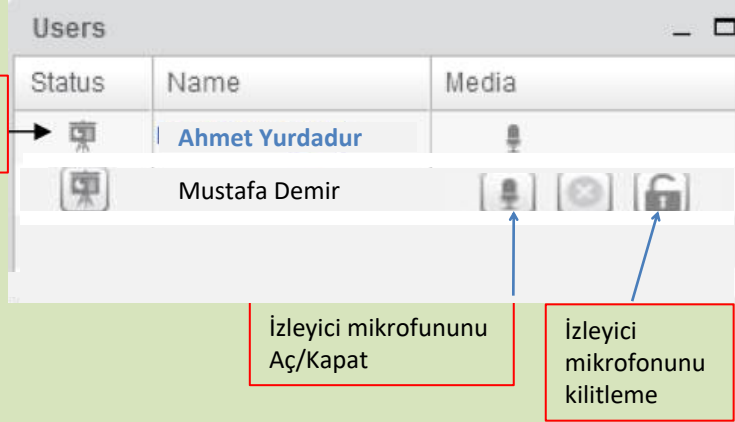 Users
Status Name Media
Ahmet Yurdadur
Mustafa Demir
İzleyici mikrofununu
Aç/Kapat
İzleyici
mikrofonunu
kilitleme